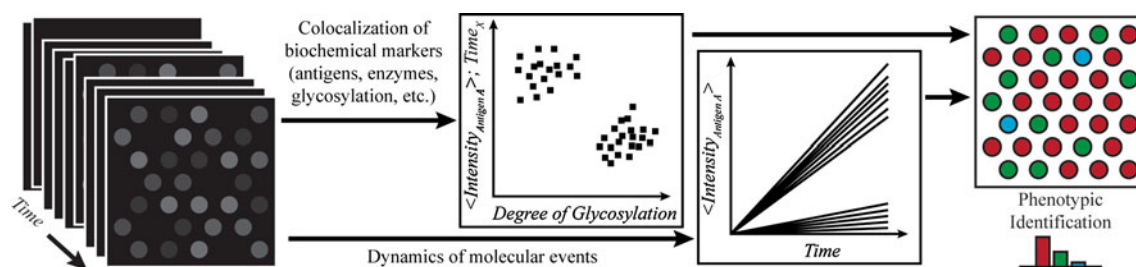 Time
Colocalization of
biochemical markers
(antigens, enzymes,
glycosylation, etc.)
<Intensity_Antigen A>; Time_X
Degree of Glycosylation
Dynamics of molecular events
<Intensity_Antigen A>
Time
Phenotypic
Identification